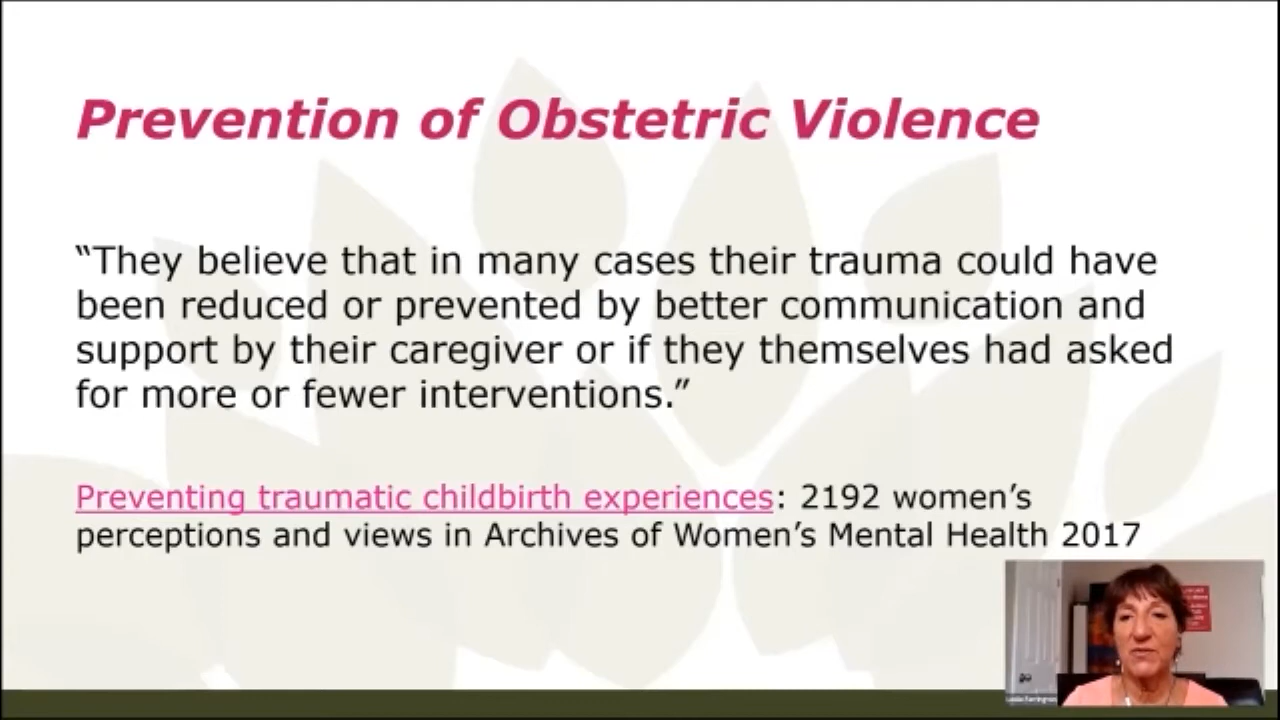 Prevention of Obstetric Violence
“They believe that in many cases their trauma could have
been reduced or prevented by better communication and
support by their caregiver or if they themselves had asked
for more or fewer interventions.”
Preventing traumatic childbirth experiences: 2192 women’s
perceptions and views in Archives of Women’s Mental Health 2017